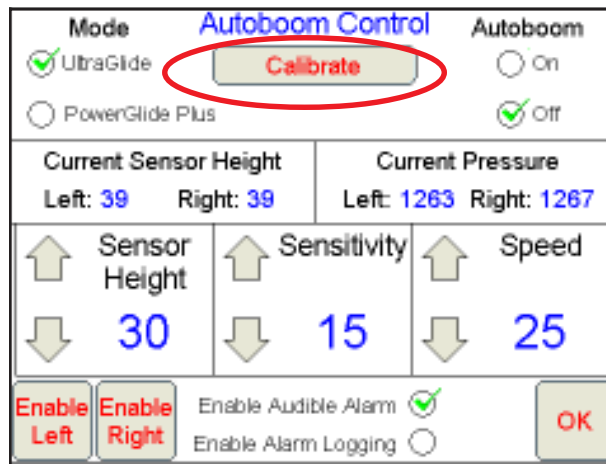 Mode
Autoboom Control
Autoboom
UltraGlide
Calibrate
On
PowerGlide Plus
Off
Current Sensor Height
Current Pressure
Left: 39 Right: 39
Left: 1263 Right: 1267
Sensor Height
Sensitivity
Speed
30
15
25
Enable Left
Enable Right
Enable Audible Alarm
Enable Alarm Logging
OK